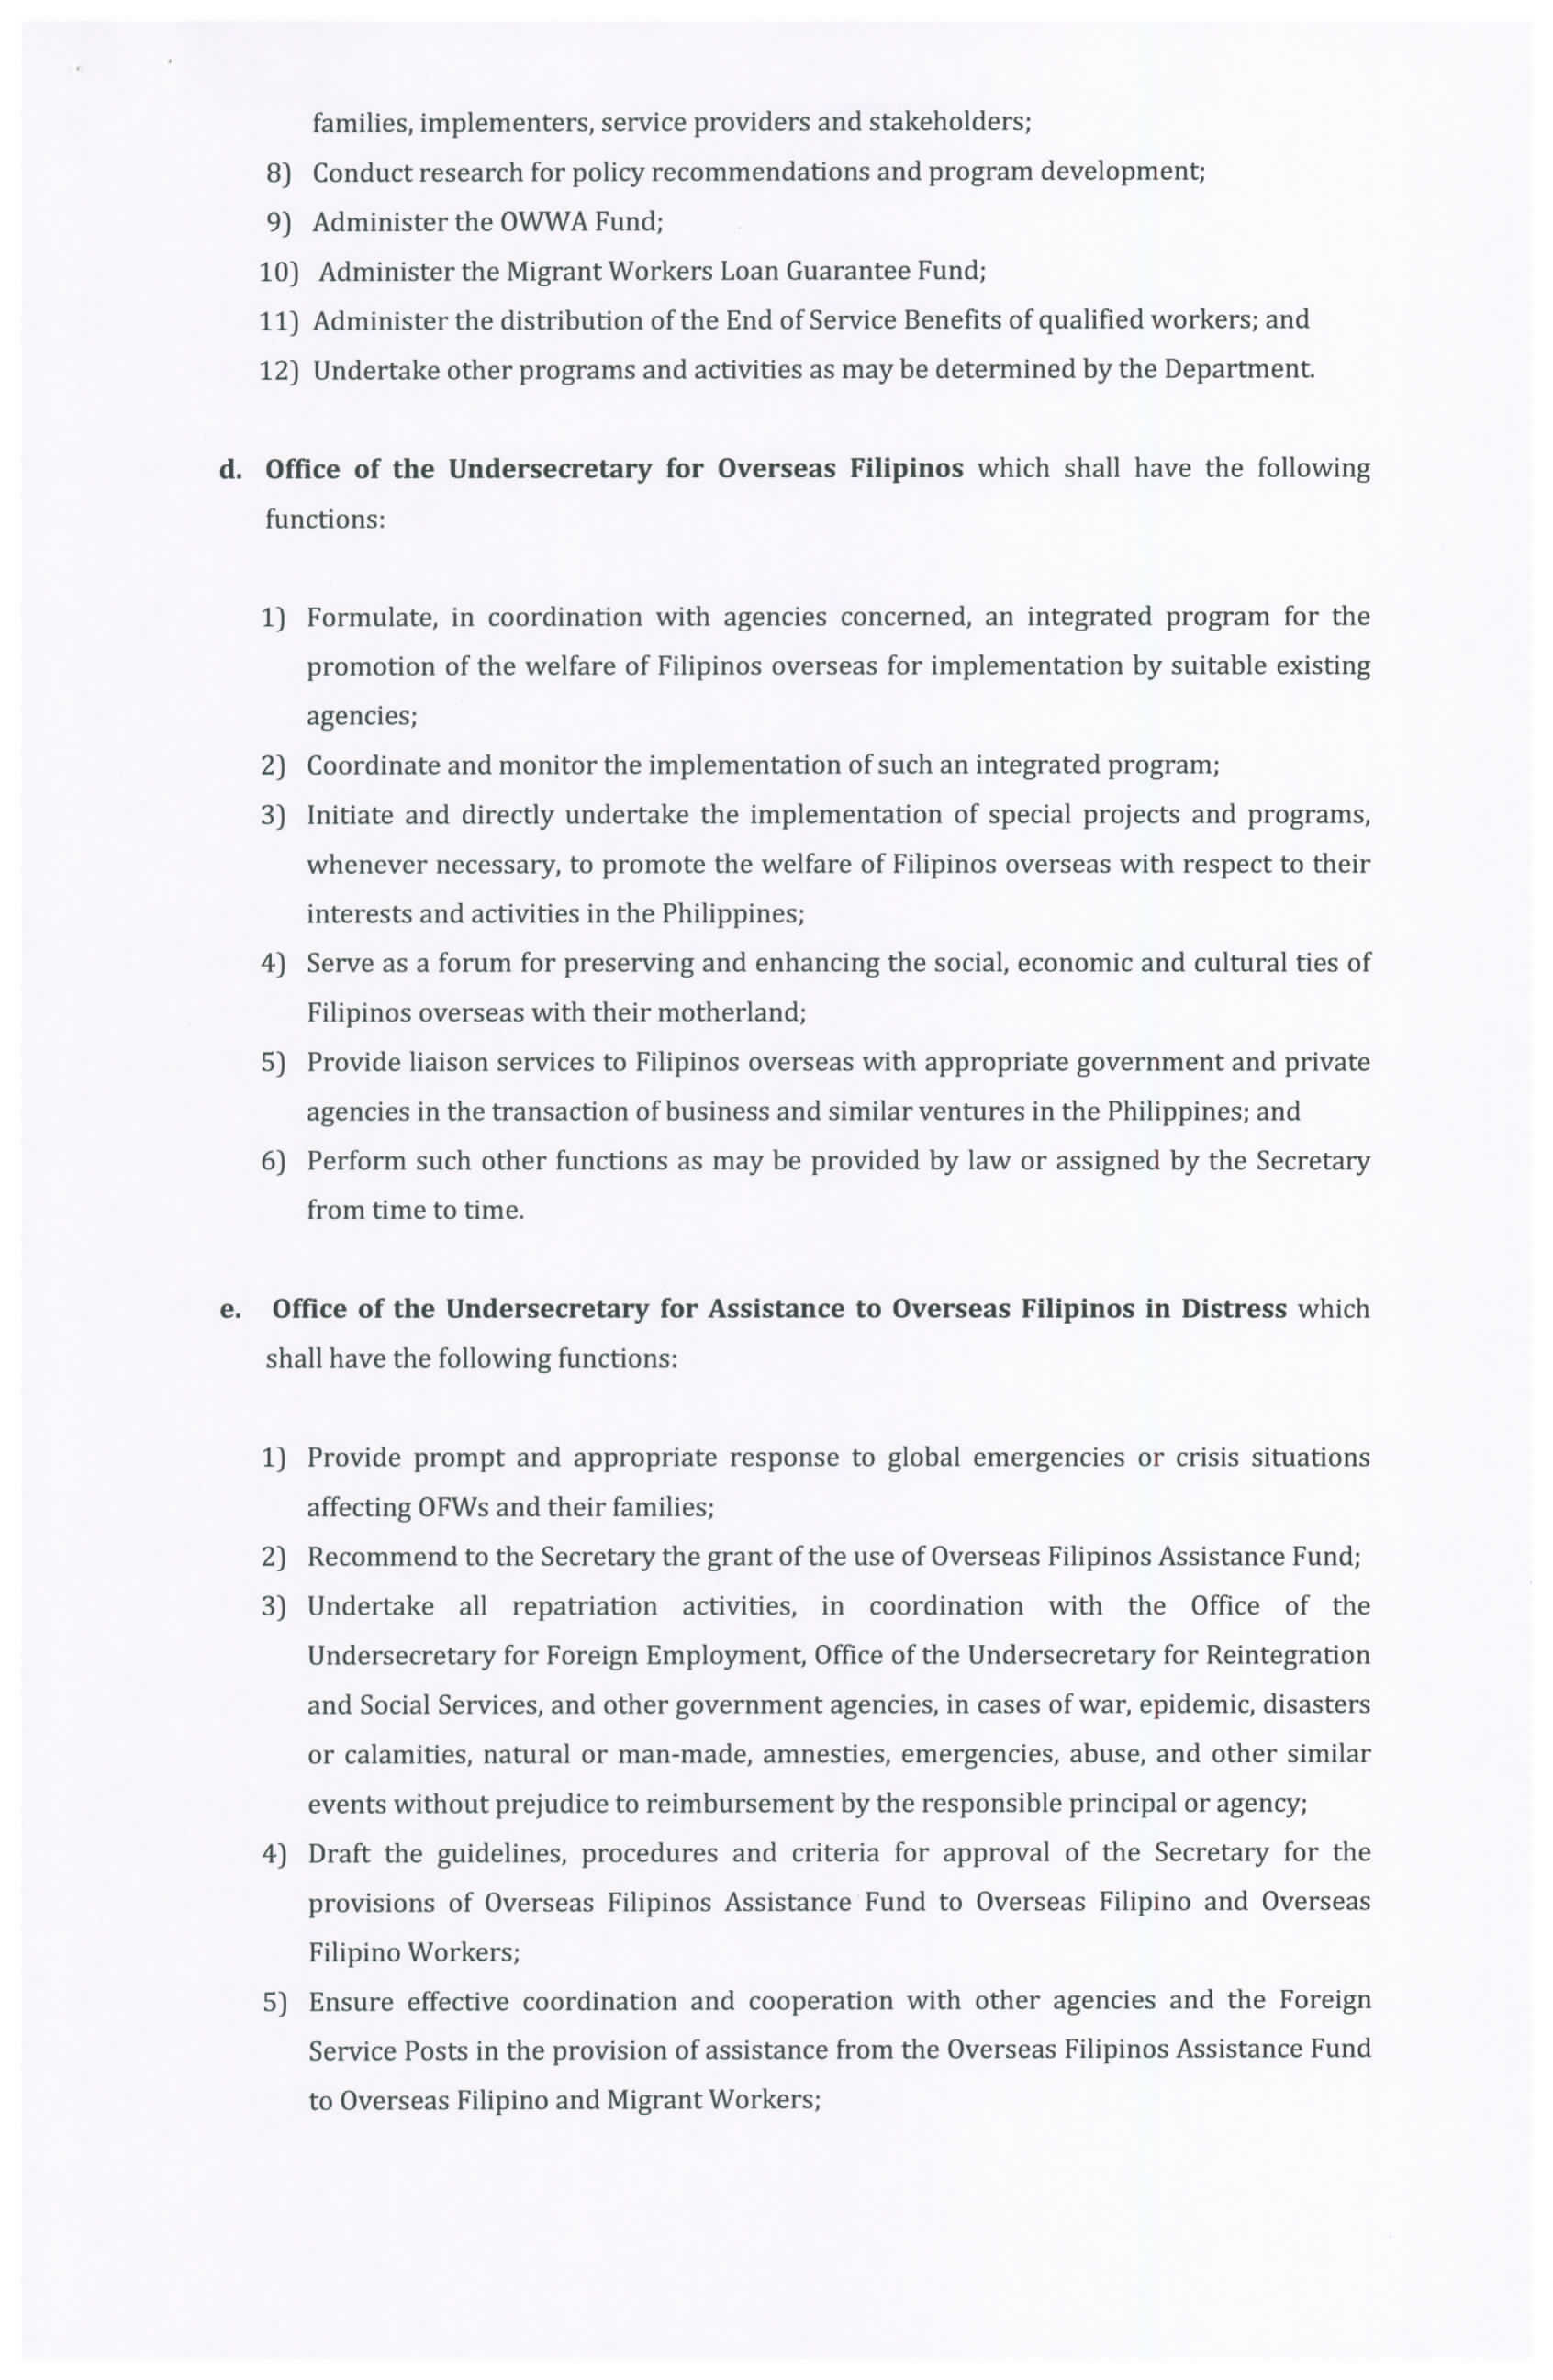 families, implementers, service providers and stakeholders;
8) Conduct research for policy recommendations and program development;
9) Administer the OWWA Fund;
10) Administer the Migrant Workers Loan Guarantee Fund;
11) Administer the distribution of the End of Service Benefits of qualified workers; and
12) Undertake other programs and activities as may be determined by the Department.
d. Office of the Undersecretary for Overseas Filipinos which shall have the following
functions:
1) Formulate, in coordination with agencies concerned, an integrated program for the
promotion of the welfare of Filipinos overseas for implementation by suitable existing
agencies;
2) Coordinate and monitor the implementation of such an integrated program;
3) Initiate and directly undertake the implementation of special projects and programs,
whenever necessary, to promote the welfare of Filipinos overseas with respect to their
interests and activities in the Philippines;
4) Serve as a forum for preserving and enhancing the social, economic and cultural ties of
Filipinos overseas with their motherland;
5) Provide liaison services to Filipinos overseas with appropriate government and private
agencies in the transaction of business and similar ventures in the Philippines; and
6) Perform such other functions as may be provided by law or assigned by the Secretary
from time to time.
e. Office of the Undersecretary for Assistance to Overseas Filipinos in Distress which
shall have the following functions:
1) Provide prompt and appropriate response to global emergencies or crisis situations
affecting OFWs and their families;
2) Recommend to the Secretary the grant of the use of Overseas Filipinos Assistance Fund;
3) Undertake all repatriation activities, in coordination with the Office of the
Undersecretary for Foreign Employment, Office of the Undersecretary for Reintegration
and Social Services, and other government agencies, in cases of war, epidemic, disasters
or calamities, natural or man-made, amnesties, emergencies, abuse, and other similar
events without prejudice to reimbursement by the responsible principal or agency;
4) Draft the guidelines, procedures and criteria for approval of the Secretary for the
provisions of Overseas Filipinos Assistance Fund to Overseas Filipino and Overseas
Filipino Workers;
5) Ensure effective coordination and cooperation with other agencies and the Foreign
Service Posts in the provision of assistance from the Overseas Filipinos Assistance Fund
to Overseas Filipino and Migrant Workers;